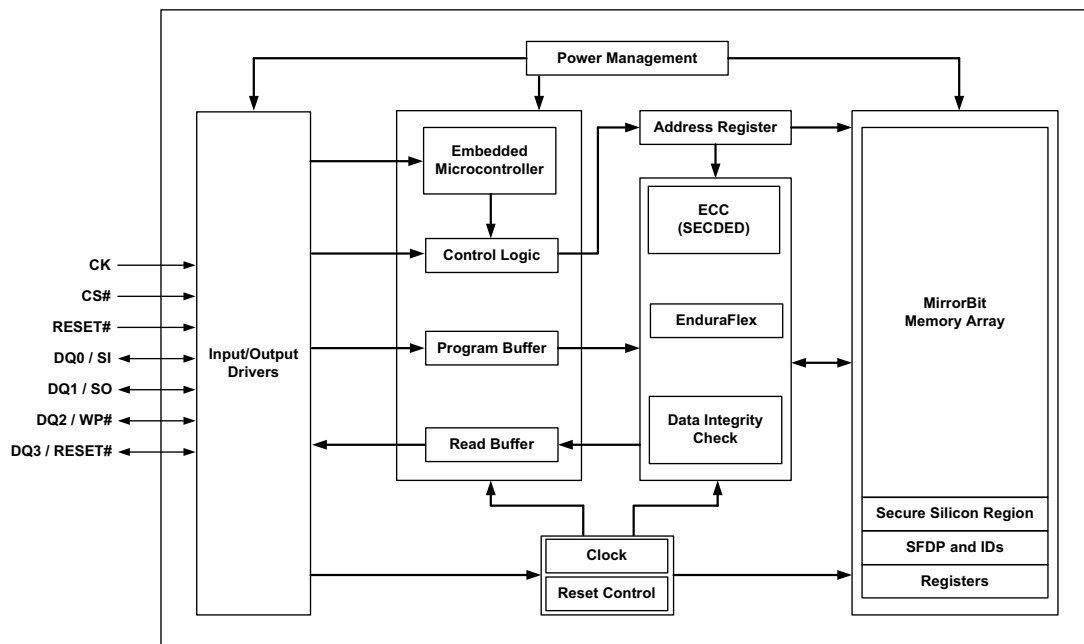 Power Management
Address Register
Embedded
Microcontroller
ECC
(SECDED)
Control Logic
CK
CS#
RESET#
DQ0 / SI
DQ1 / SO
DQ2 / WP#
DQ3 / RESET#
Input/Output
Drivers
MirrorBit
Memory Array
EnduraFlex
Program Buffer
Data Integrity
Check
Read Buffer
Secure Silicon Region
SFDP and IDs
Registers
Clock
Reset Control